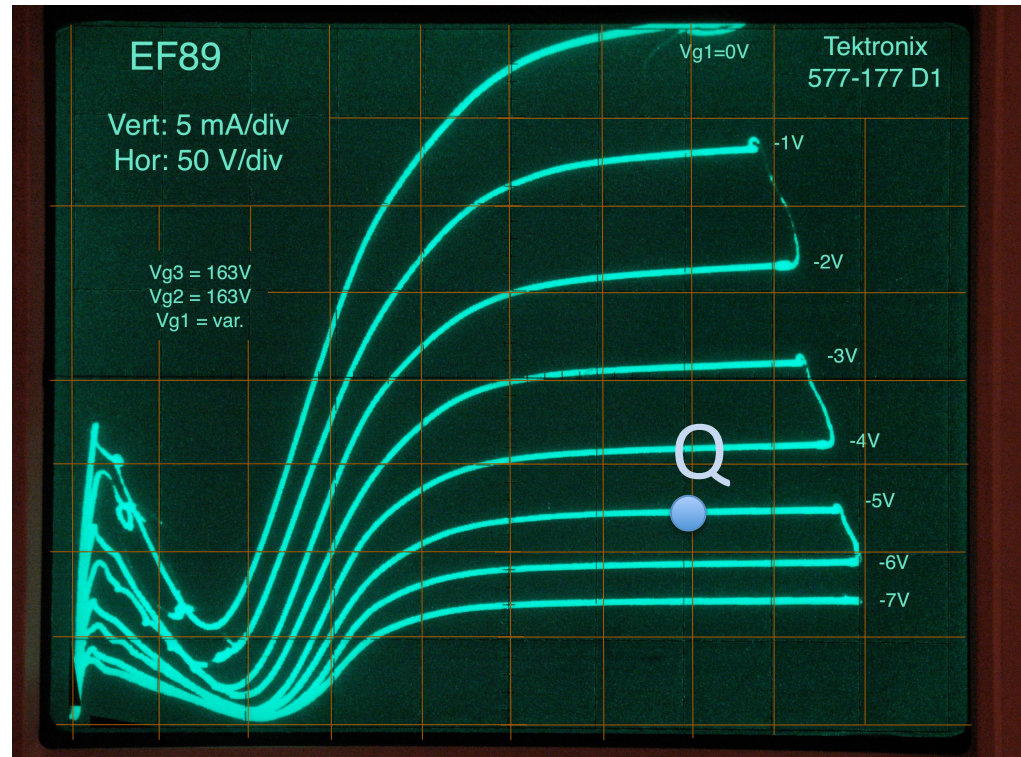 EF89
Vert: 5 mA/div
Hor: 50 V/div
Vg1=0V
Tektronix
577-177 D1
-1V
-2V
Vg3 = 163V
Vg2 = 163V
Vg1 = var.
-3V
Q
-4V
-5V
-6V
-7V